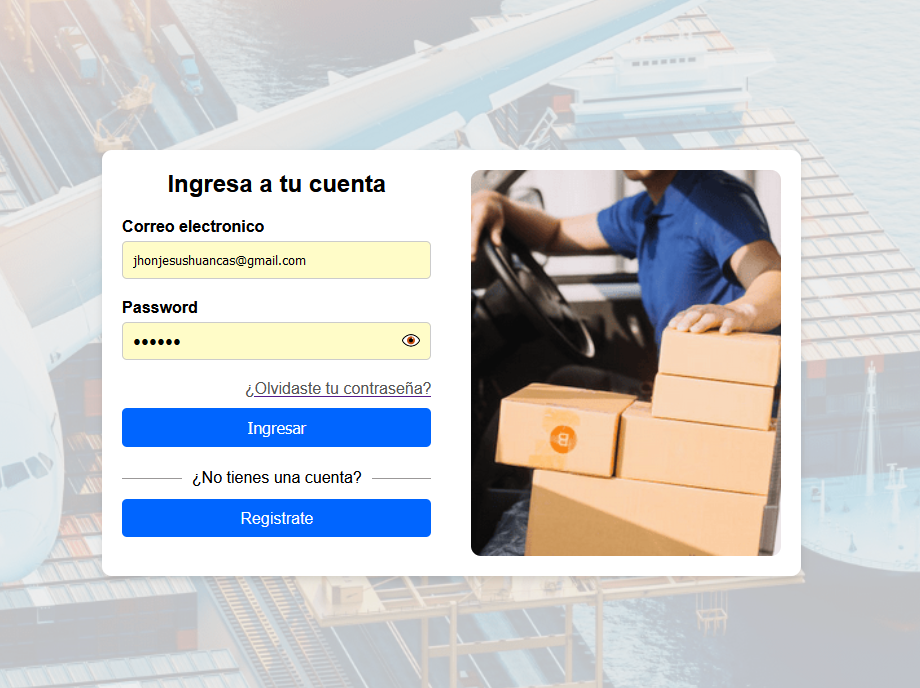 Ingresa a tu cuenta
Correo electronico
jhonjesushuancas@gmail.com
Password
••••••
¿Olvidaste tu contraseña?
Ingresar
¿No tienes una cuenta?
Registrate